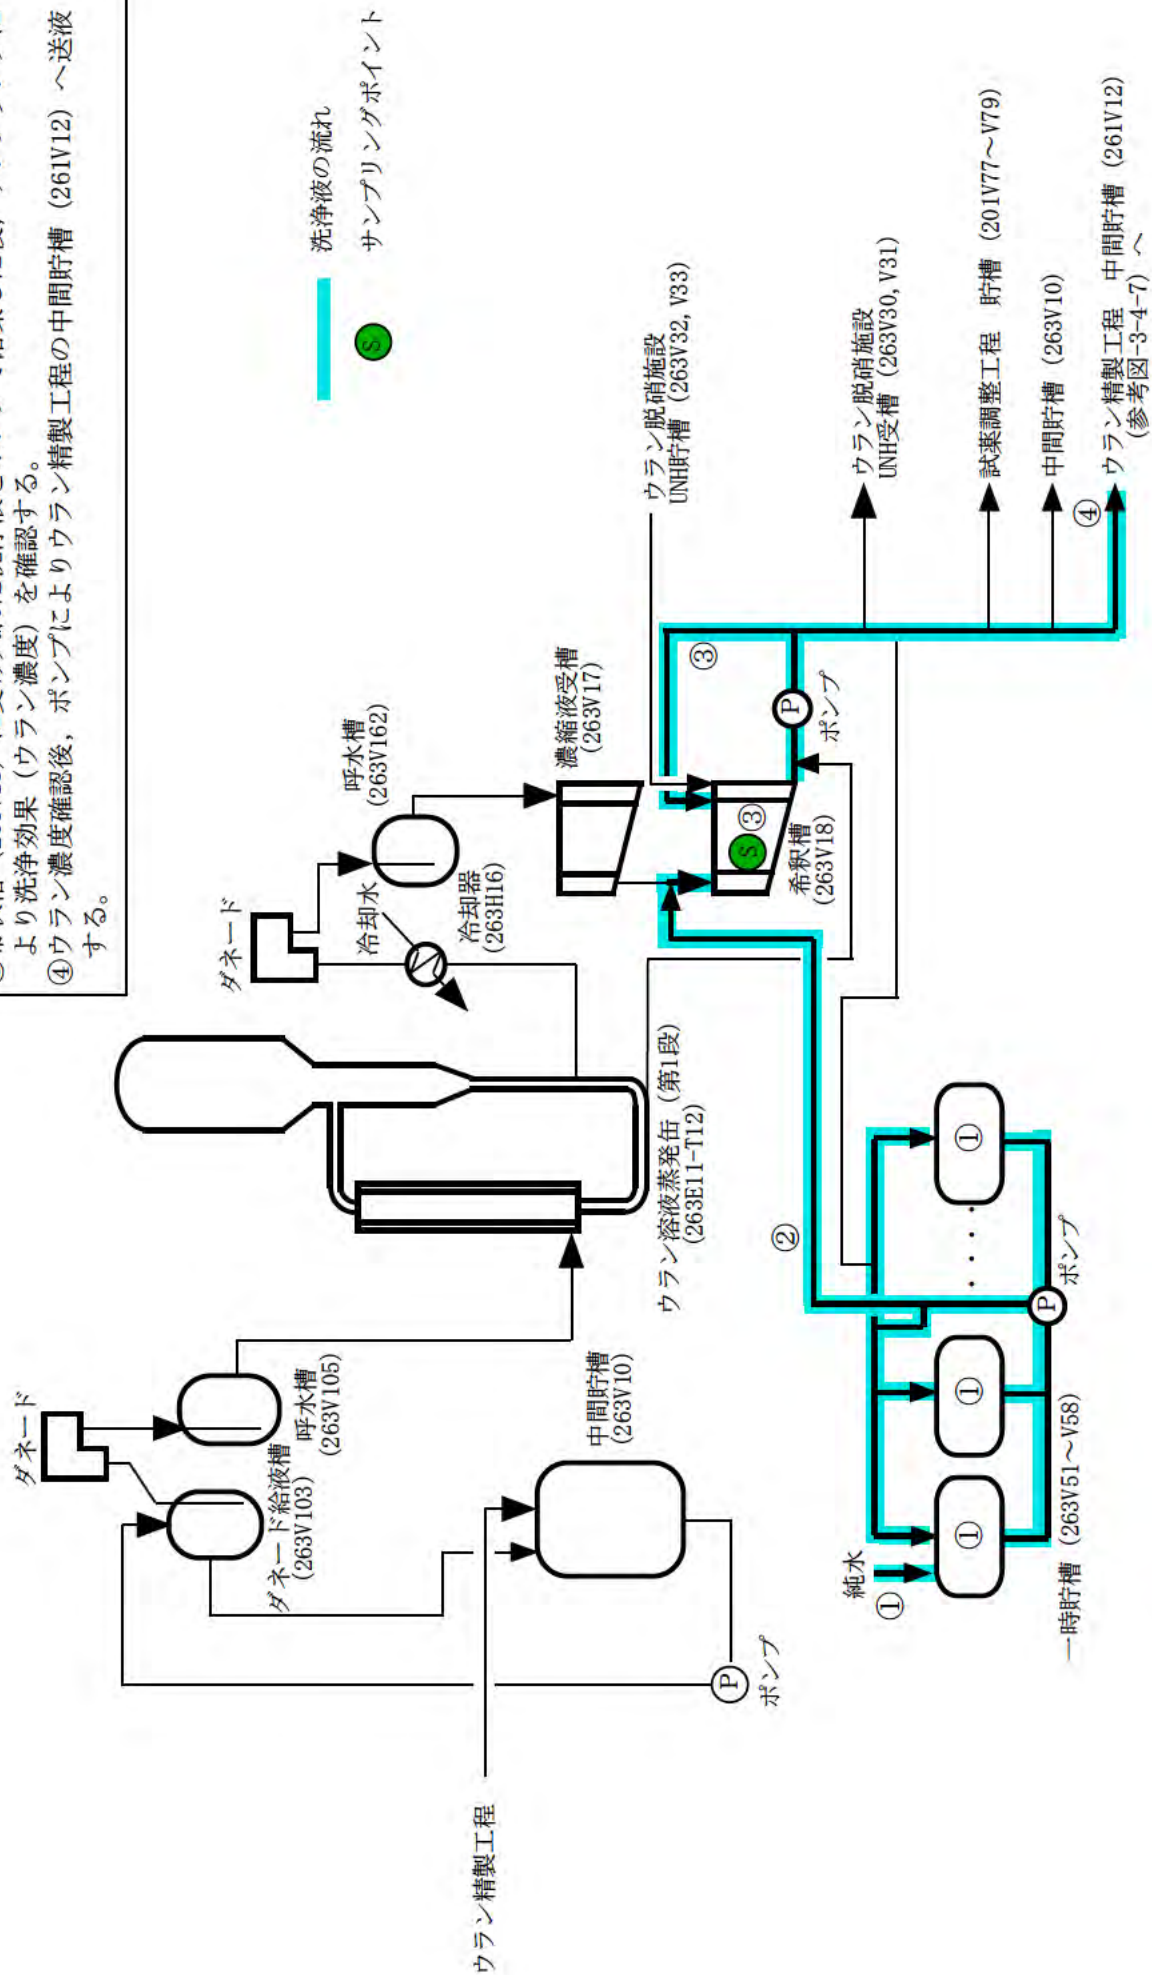 より洗浄効果（ウラン濃度）を確認する。
④ウラン濃度確認後，ポンプによりウラン精製工程の中間貯槽（261V12）へ送液
する。
洗浄液の流れ
S
サンプリングポイント
ダネード
ダネード給液槽
(263V103)
呼水槽
(263V105)
ダネード
冷却水
冷却器
(263H16)
呼水槽
(263V162)
濃縮液受槽
(263V17)
ウラン脱硝施設
UNH貯槽（263V32, V33）
ウラン精製工程
ポンプ
P
中間貯槽
(263V10)
ウラン溶液蒸発缶（第1段）
(263E11-T12)
S
③
希釈槽
(263V18)
③
P
ポンプ
ウラン脱硝施設
UNH受槽（263V30, V31）
試薬調整工程　貯槽（201V77～V79）
中間貯槽（263V10）
④
ウラン精製工程　中間貯槽（261V12）
（参考図-3-4-7）へ
純水
①
①
①
・・・・
①
②
P
ポンプ
一時貯槽（263V51～V58）